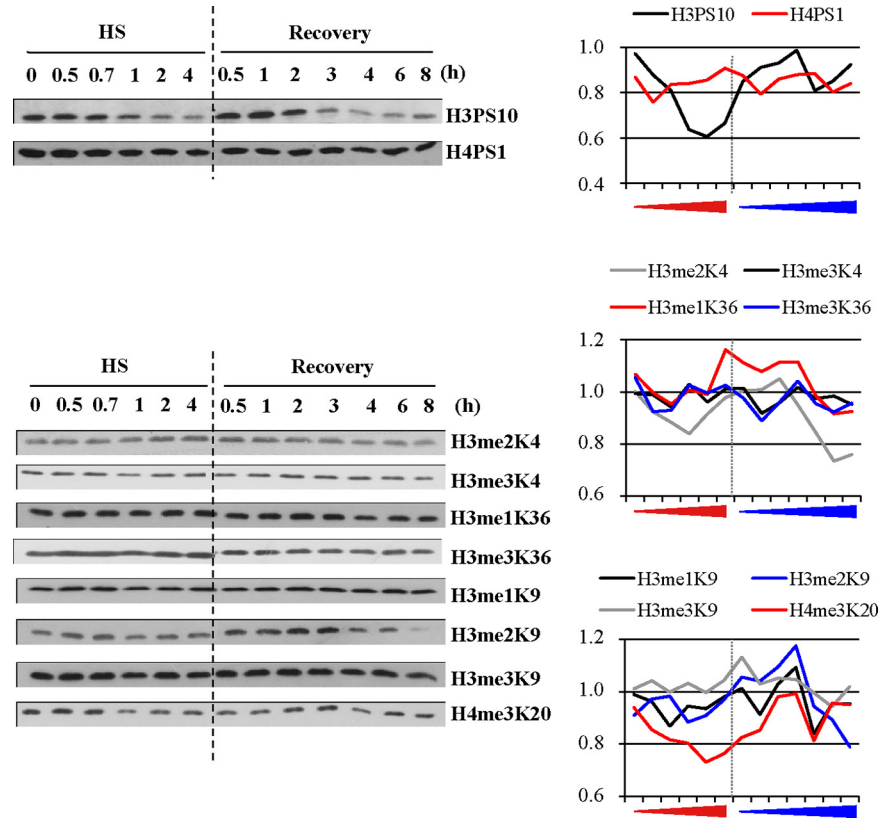 HS Recovery
0 0.5 0.7 1 2 4 0.5 1 2 3 4 6 8 (h)
H3PS10
H4PS1
H3PS10 H4PS1
1.0
0.8
0.6
0.4
HS Recovery
0 0.5 0.7 1 2 4 0.5 1 2 3 4 6 8 (h)
H3me2K4
H3me3K4
H3me1K36
H3me3K36
H3me1K9
H3me2K9
H3me3K9
H4me3K20
H3me2K4 H3me3K4
H3me1K36 H3me3K36
1.2
1.0
0.8
0.6
H3me1K9 H3me2K9
H3me3K9 H4me3K20
1.2
1.0
0.8
0.6